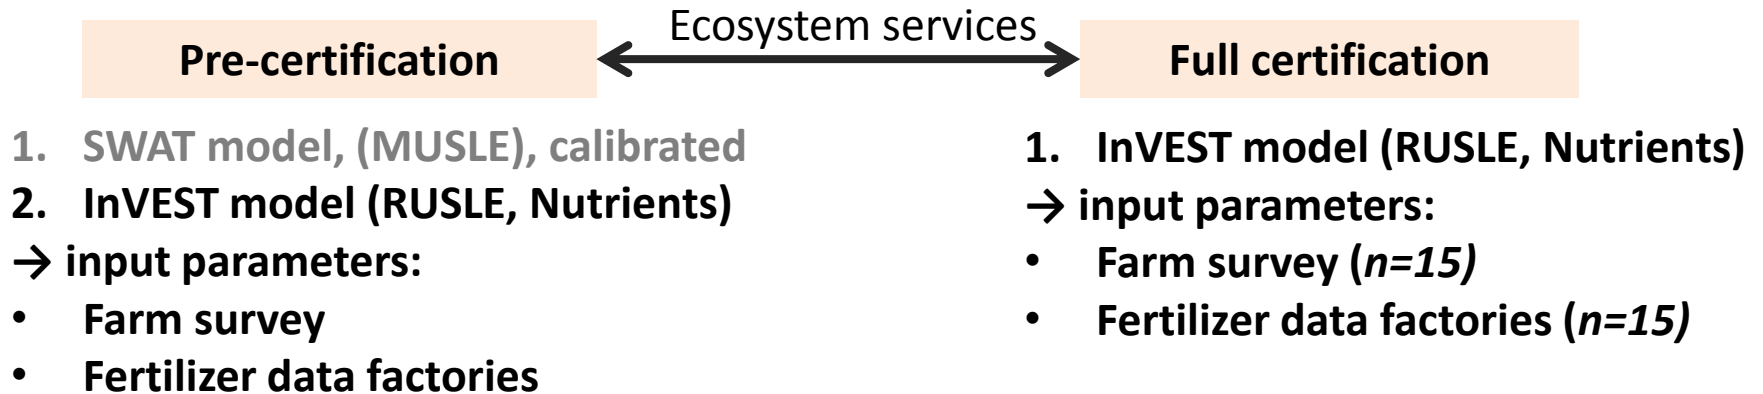 Ecosystem services
Pre-certification
Full certification
1. SWAT model, (MUSLE), calibrated
2. InVEST model (RUSLE, Nutrients)
→ input parameters:
• Farm survey
• Fertilizer data factories
1. InVEST model (RUSLE, Nutrients)
→ input parameters:
• Farm survey (n=15)
• Fertilizer data factories (n=15)